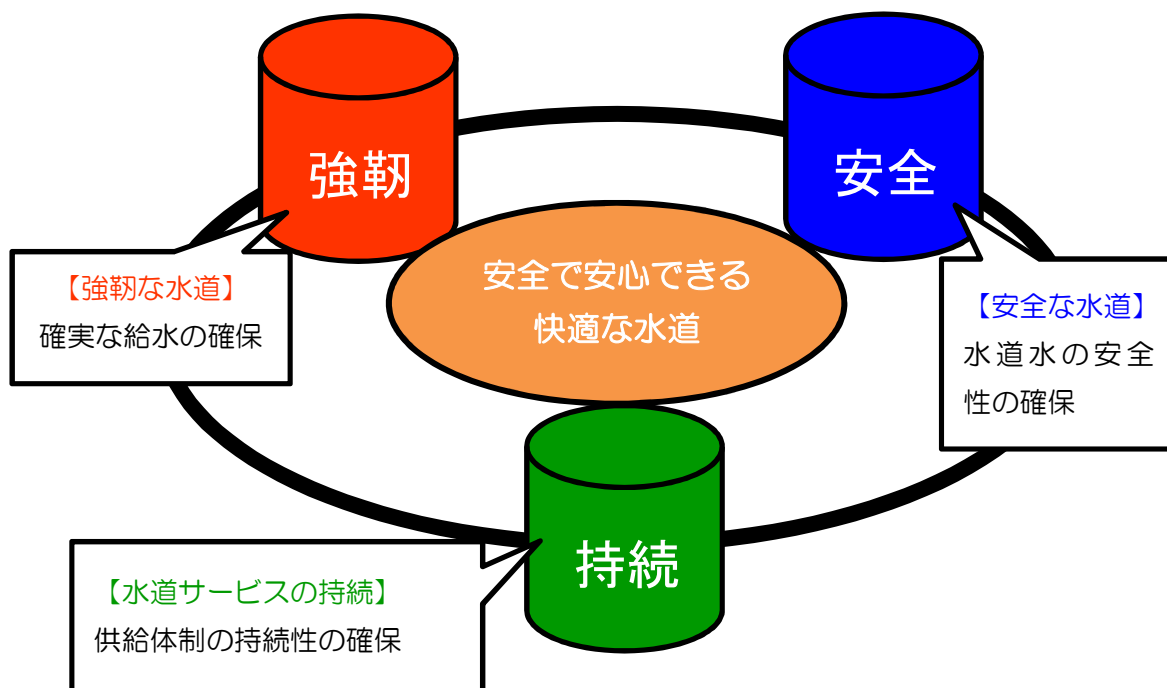 強靭
安全
安全で安心できる
快適な水道
【強靭な水道】
確実な給水の確保
【安全な水道】
水道水の安全
性の確保
持続
【水道サービスの持続】
供給体制の持続性の確保